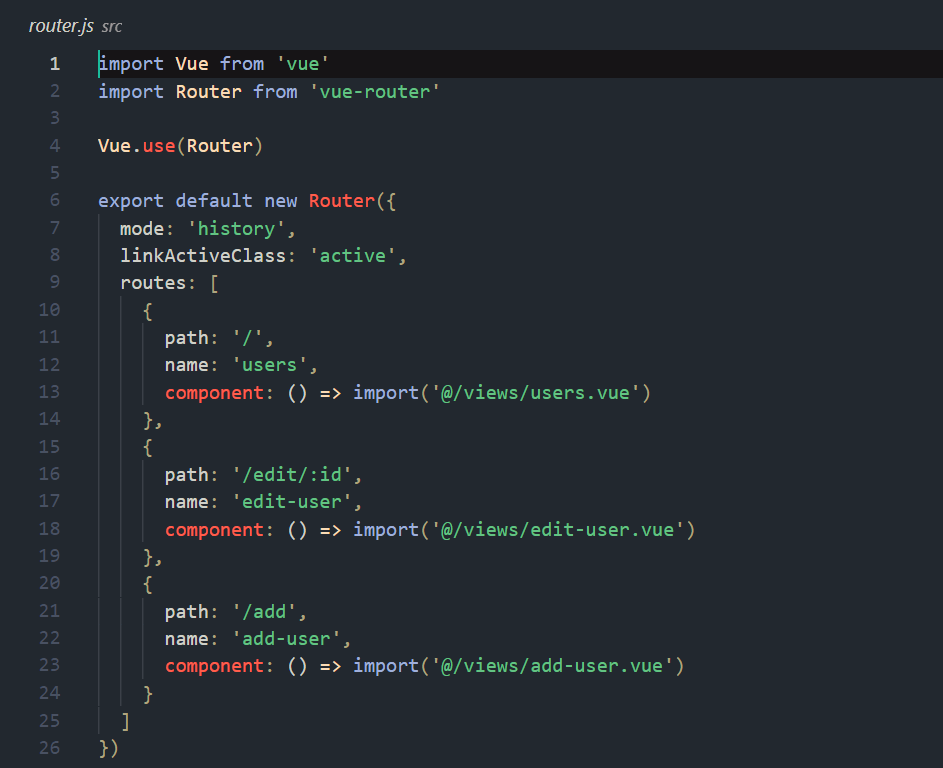 router.js src
1 import Vue from 'vue'
2 import Router from 'vue-router'
3
4 Vue.use(Router)
5
6 export default new Router({
7   mode: 'history',
8   linkActiveClass: 'active',
9   routes: [
10     {
11       path: '/',
12       name: 'users',
13       component: () => import('@/views/users.vue')
14     },
15     {
16       path: '/edit/:id',
17       name: 'edit-user',
18       component: () => import('@/views/edit-user.vue')
19     },
20     {
21       path: '/add',
22       name: 'add-user',
23       component: () => import('@/views/add-user.vue')
24     }
25   ]
26 })